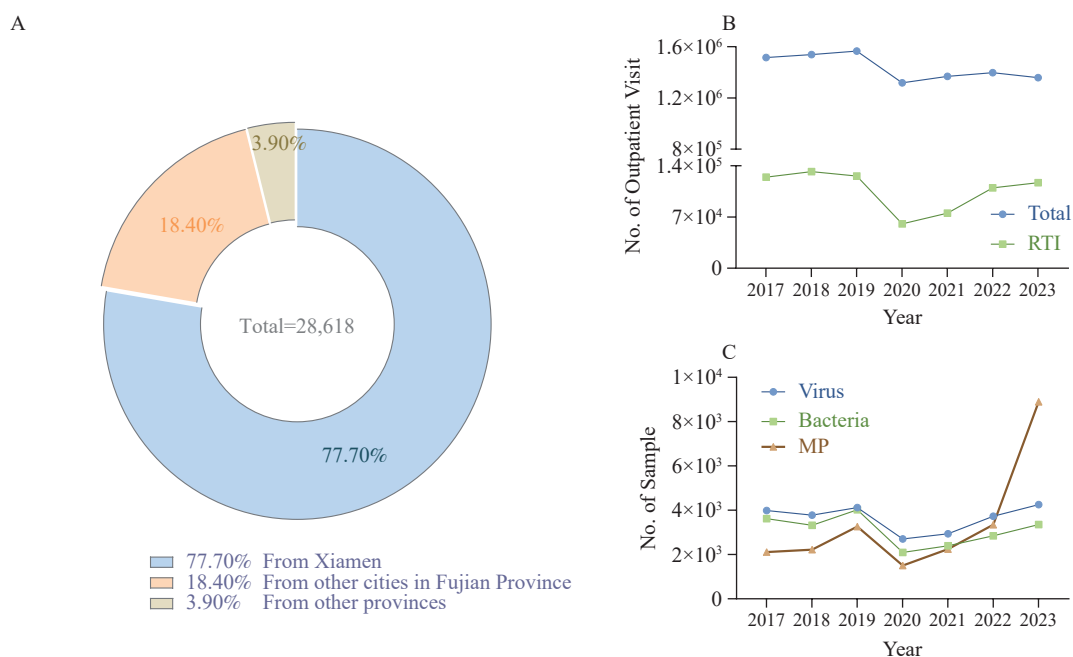 A
3.90%
18.40%
Total=28,618
77.70%
77.70% From Xiamen
18.40% From other cities in Fujian Province
3.90% From other provinces
B
No. of Outpatient Visit
1.6×10⁶
1.2×10⁶
8×10⁵
1.4×10⁵
7×10⁴
0
Total
RTI
2017 2018 2019 2020 2021 2022 2023
Year
C
No. of Sample
1×10⁴
8×10³
6×10³
4×10³
2×10³
0
Virus
Bacteria
MP
2017 2018 2019 2020 2021 2022 2023
Year